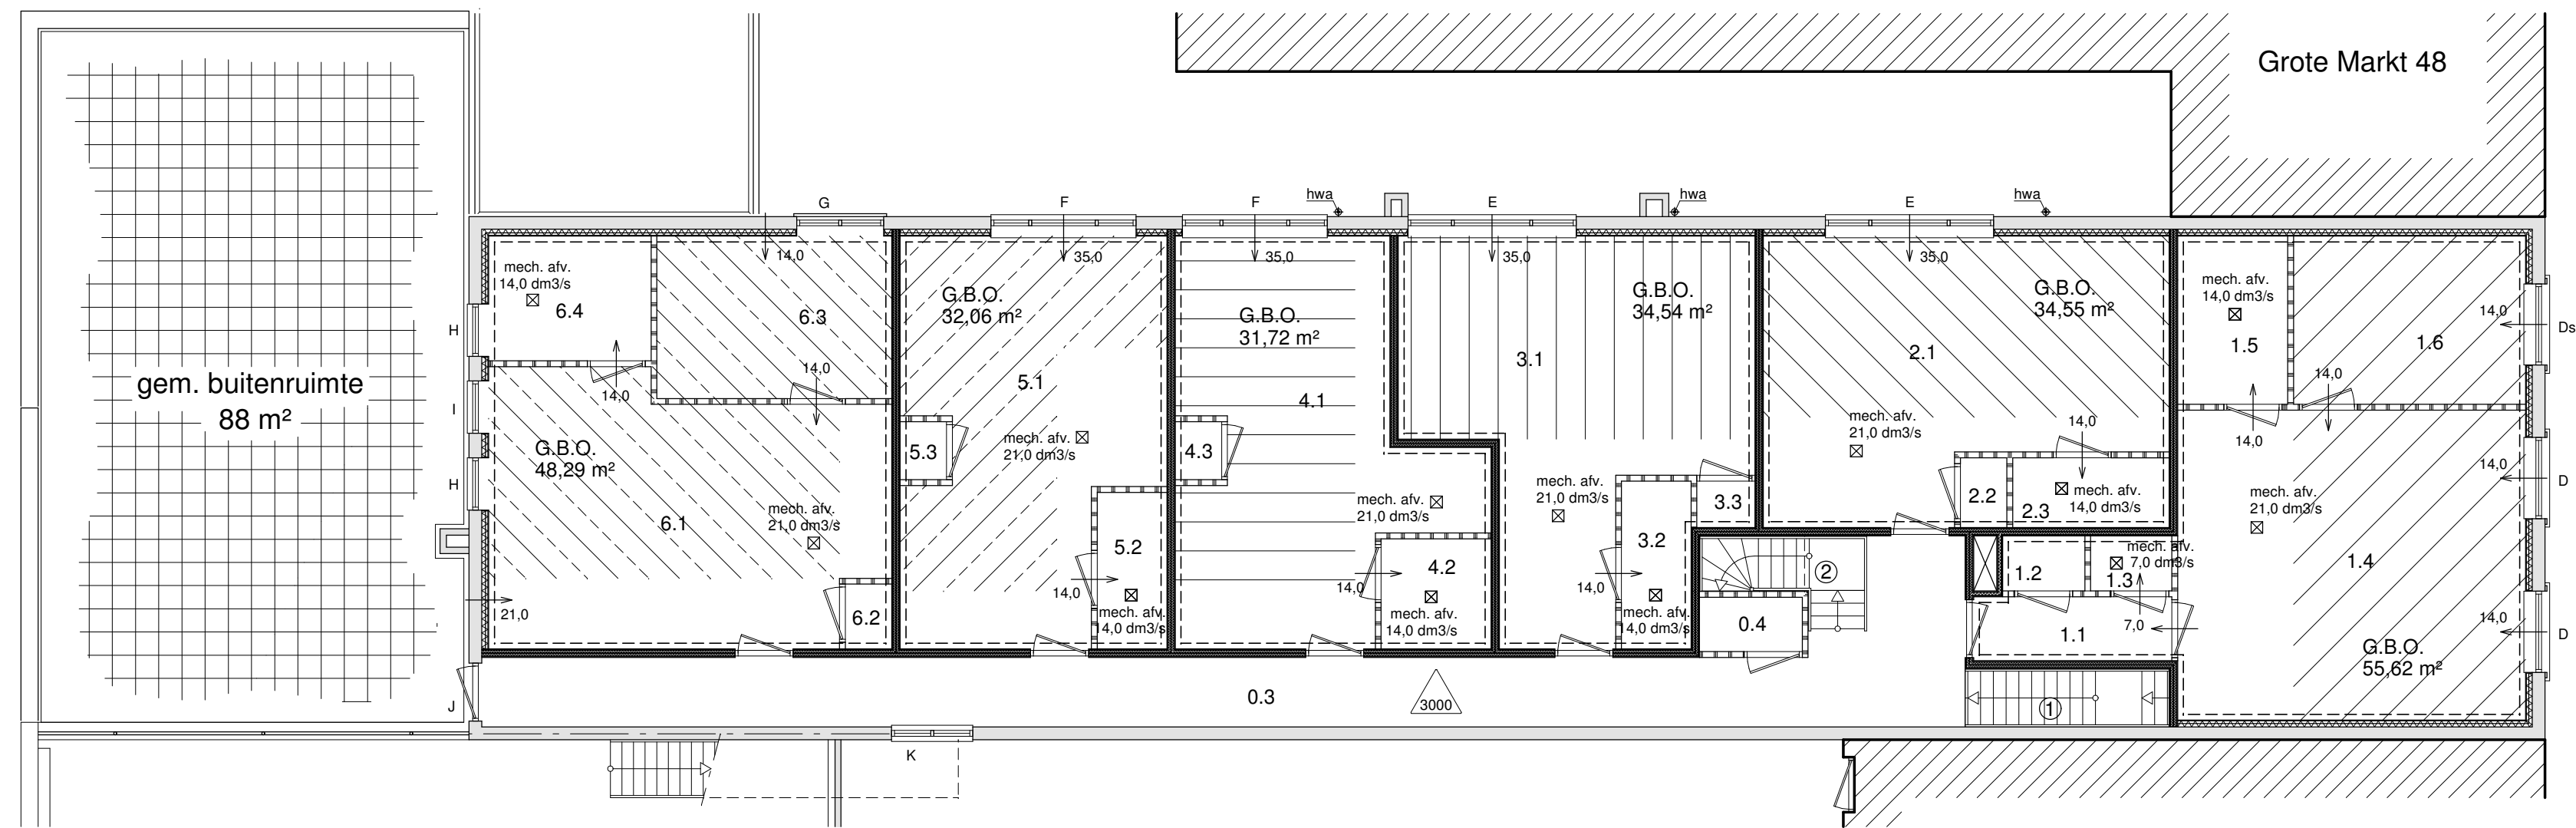 Grote Markt 48
gem. buitenruimte
88 m²
G
F
F
hwa
E
hwa
E
hwa
H
I
H
J
K
Ds
D
D
mech. afv.
14,0 dm3/s
6.4
14,0
6.3
14,0
14,0
G.B.O.
48,29 m²
6.1
mech. afv.
21,0 dm3/s
6.2
21,0
35,0
G.B.O.
32,06 m²
5.1
5.3
mech. afv.
21,0 dm3/s
5.2
14,0
mech. afv.
14,0 dm3/s
35,0
G.B.O.
31,72 m²
4.1
4.3
mech. afv.
21,0 dm3/s
4.2
14,0
mech. afv.
14,0 dm3/s
35,0
G.B.O.
34,54 m²
3.1
mech. afv.
21,0 dm3/s
3.3
3.2
14,0
mech. afv.
14,0 dm3/s
35,0
G.B.O.
34,55 m²
2.1
mech. afv.
21,0 dm3/s
14,0
2.2
2.3
mech. afv.
14,0 dm3/s
2
0.4
mech. afv.
14,0 dm3/s
1.5
14,0
1.6
14,0
14,0
14,0
mech. afv.
21,0 dm3/s
1.2
1.3
mech. afv.
7,0 dm3/s
1.4
1.1
7,0
14,0
G.B.O.
55,62 m²
1
0.3
3000